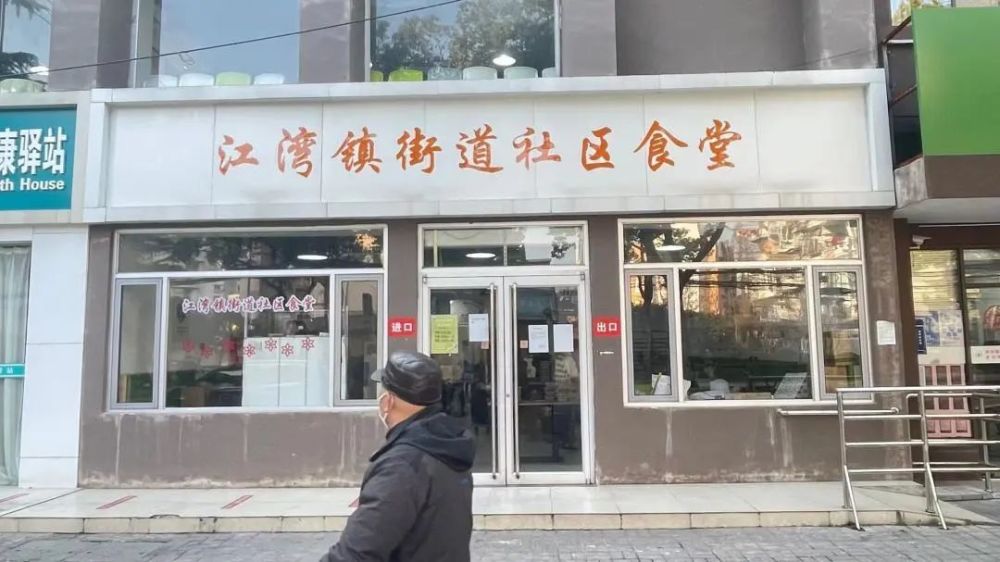 江湾镇街道社区食堂
康驿站
th House
江湾镇街道社区食堂
进口
出口